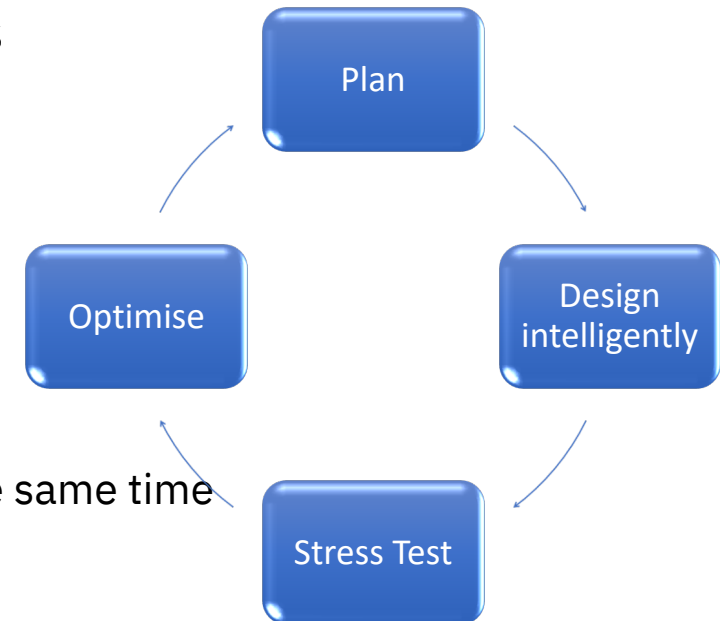 s
Plan
Optimise
Design
intelligently
e same time
Stress Test